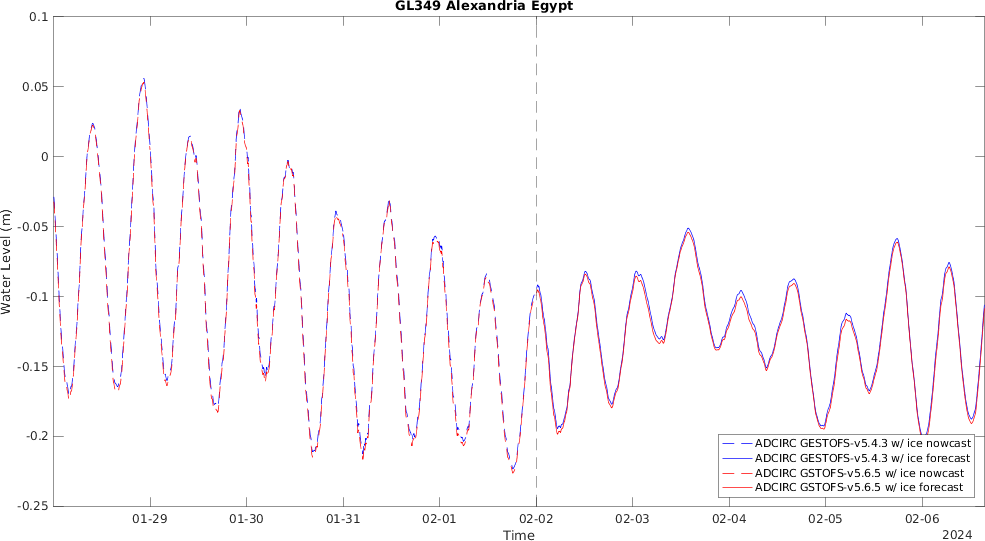 GL349 Alexandria Egypt
0.1
0.05
0
-0.05
-0.1
-0.15
-0.2
-0.25
Water Level (m)
ADCIRC GESTOFS-v5.4.3 w/ ice nowcast
ADCIRC GESTOFS-v5.4.3 w/ ice forecast
ADCIRC GSTOFS-v5.6.5 w/ ice nowcast
ADCIRC GSTOFS-v5.6.5 w/ ice forecast
01-29 01-30 01-31 02-01 02-02 02-03 02-04 02-05 02-06
Time
2024